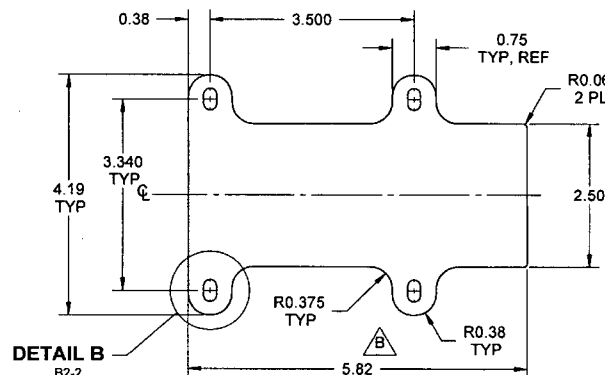 0.38
3.500
0.75
TYP, REF
R0.06
2 PL
3.340
TYP
4.19
TYP
℄
2.50
R0.375
TYP
R0.38
TYP
B
DETAIL B
B2-2
5.82